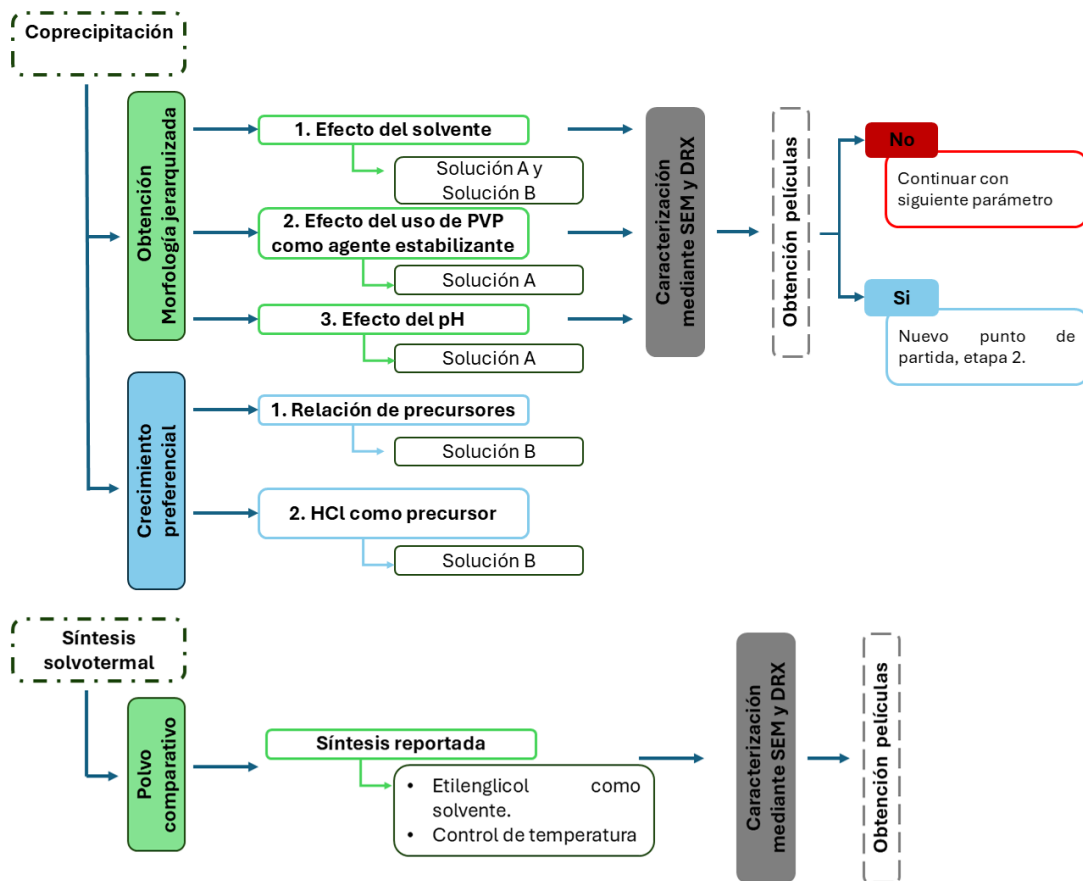 Coprecipitación
Obtención
Morfología jerarquizada
1. Efecto del solvente
Solución A y
Solución B
2. Efecto del uso de PVP
como agente estabilizante
Solución A
3. Efecto del pH
Solución A
Caracterización
mediante SEM y DRX
Obtención películas
No
Continuar con
siguiente parámetro
Si
Nuevo punto de
partida, etapa 2.
Crecimiento
preferencial
1. Relación de precursores
Solución B
2. HCl como precursor
Solución B
Síntesis
solvotermal
Polvo
comparativo
Síntesis reportada
• Etilenglicol como
solvente.
• Control de temperatura
Caracterización
mediante SEM y DRX
Obtención películas